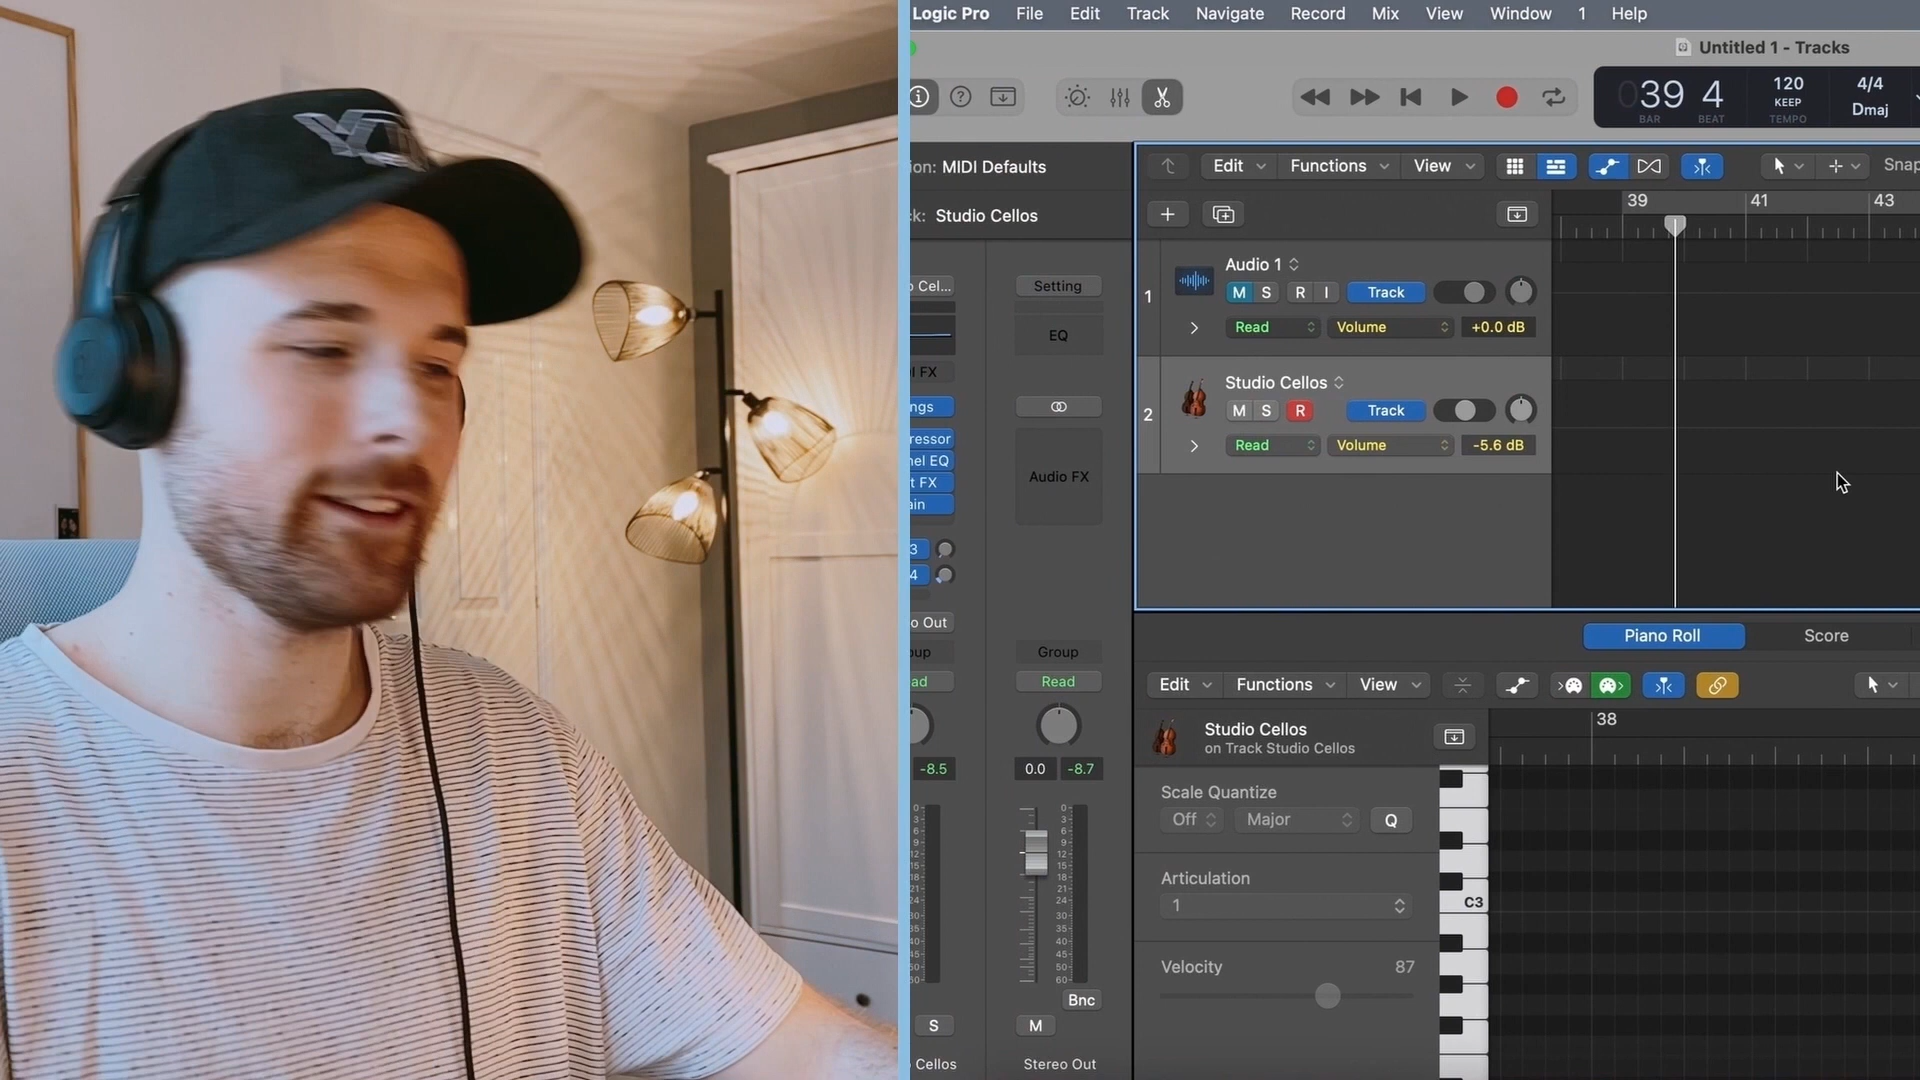 Logic Pro File Edit Track Navigate Record Mix View Window 1 Help
Untitled 1 - Tracks
039 4 120 4/4
KEEP Dmaj
BAR BEAT TEMPO
ion: MIDI Defaults
k: Studio Cellos
Edit Functions View Snap
39 41 43
o Cel... Setting
EQ
I FX
ngs
ressor
nel EQ
t FX
ain
Audio FX
3
4
o Out
oup Group
ad Read
-8.5 0.0 -8.7
Bnc
S M
Cellos Stereo Out
1 Audio 1
M S R I Track
Read Volume +0.0 dB
2 Studio Cellos
M S R Track
Read Volume -5.6 dB
Piano Roll Score
Edit Functions View
Studio Cellos
on Track Studio Cellos
38
Scale Quantize
Off Major Q
Articulation
1
Velocity 87
C3